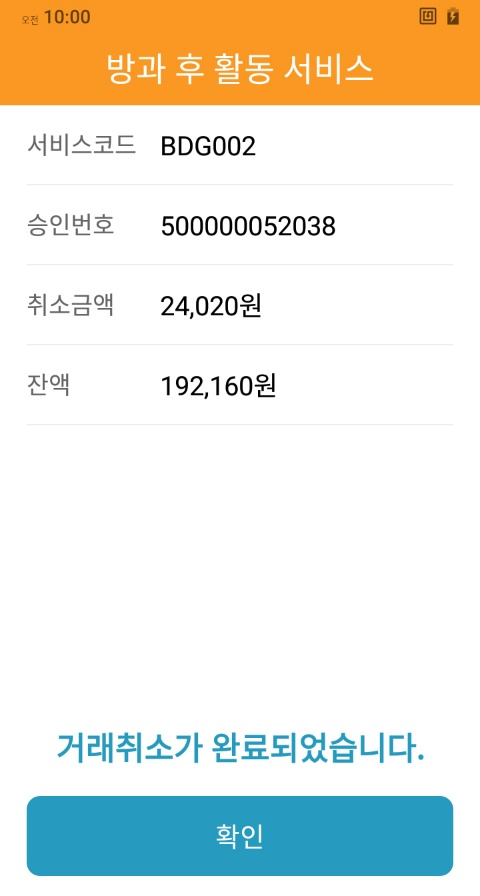 오전 10:00
방과 후 활동 서비스
서비스코드 BDG002
승인번호 500000052038
취소금액 24,020원
잔액 192,160원
거래취소가 완료되었습니다.
확인